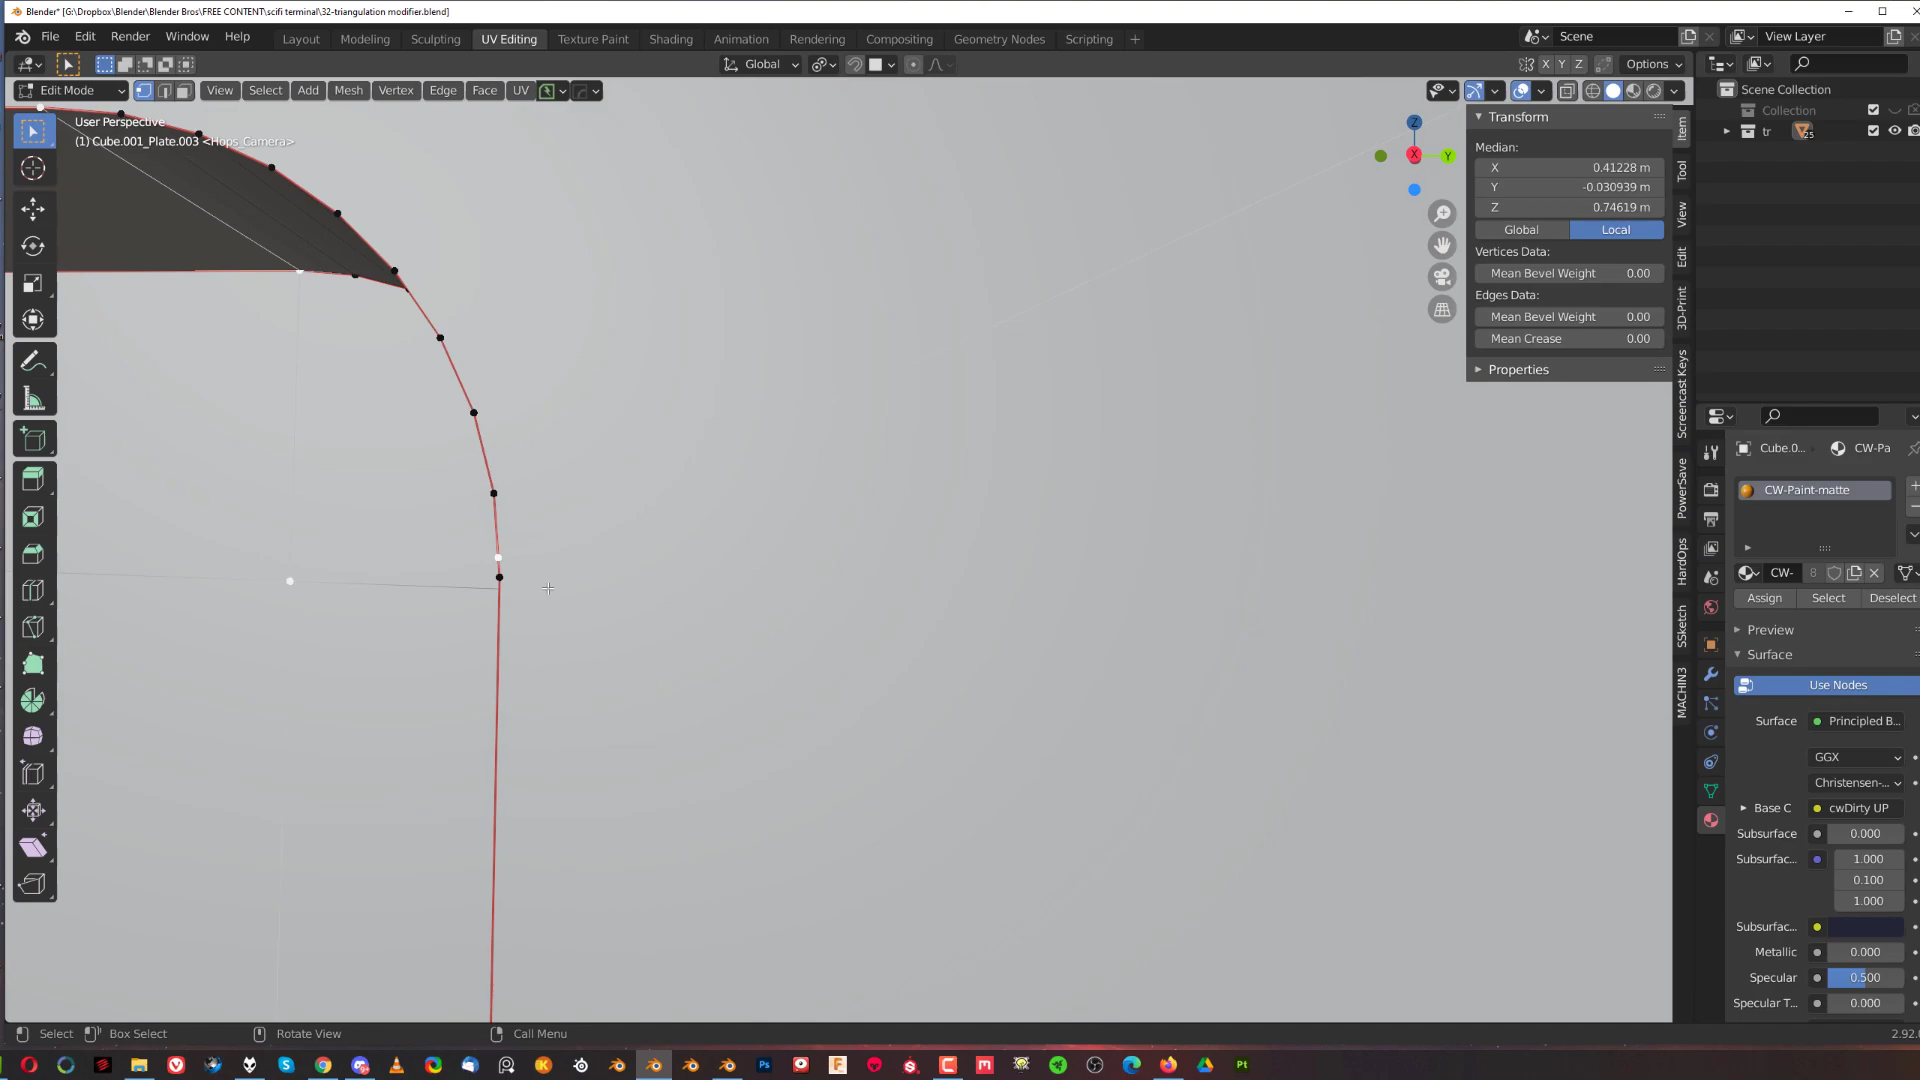 Blender* [G:\Dropbox\Blender\Blender Bros\FREE CONTENT\scifi terminal\32-triangulation modifier.blend]
File Edit Render Window Help Layout Modeling Sculpting UV Editing Texture Paint Shading Animation Rendering Compositing Geometry Nodes Scripting + Scene View Layer
Global X Y Z Options
Edit Mode View Select Add Mesh Vertex Edge Face UV
User Perspective
(1) Cube.001_Plate.003 <Hops_Camera>
Z
X
Y
Transform
Median:
X 0.41228 m
Y -0.030939 m
Z 0.74619 m
Global Local
Vertices Data:
Mean Bevel Weight 0.00
Edges Data:
Mean Bevel Weight 0.00
Mean Crease 0.00
Properties
Item
Tool
View
Edit
3D-Print
Screencast Keys
PowerSave
HardOps
SSketch
MACHIN3
Scene Collection
Collection
tr 25
Cube.0... CW-Pa
CW-Paint-matte
CW- 8
Assign Select Deselect
Preview
Surface
Use Nodes
Surface Principled B...
GGX
Christensen-...
Base C cwDirty UP
Subsurface 0.000
Subsurfac... 1.000
0.100
1.000
Subsurfac...
Metallic 0.000
Specular 0.500
Specular T... 0.000
Select Box Select Rotate View Call Menu 2.92.
Ps
Pt